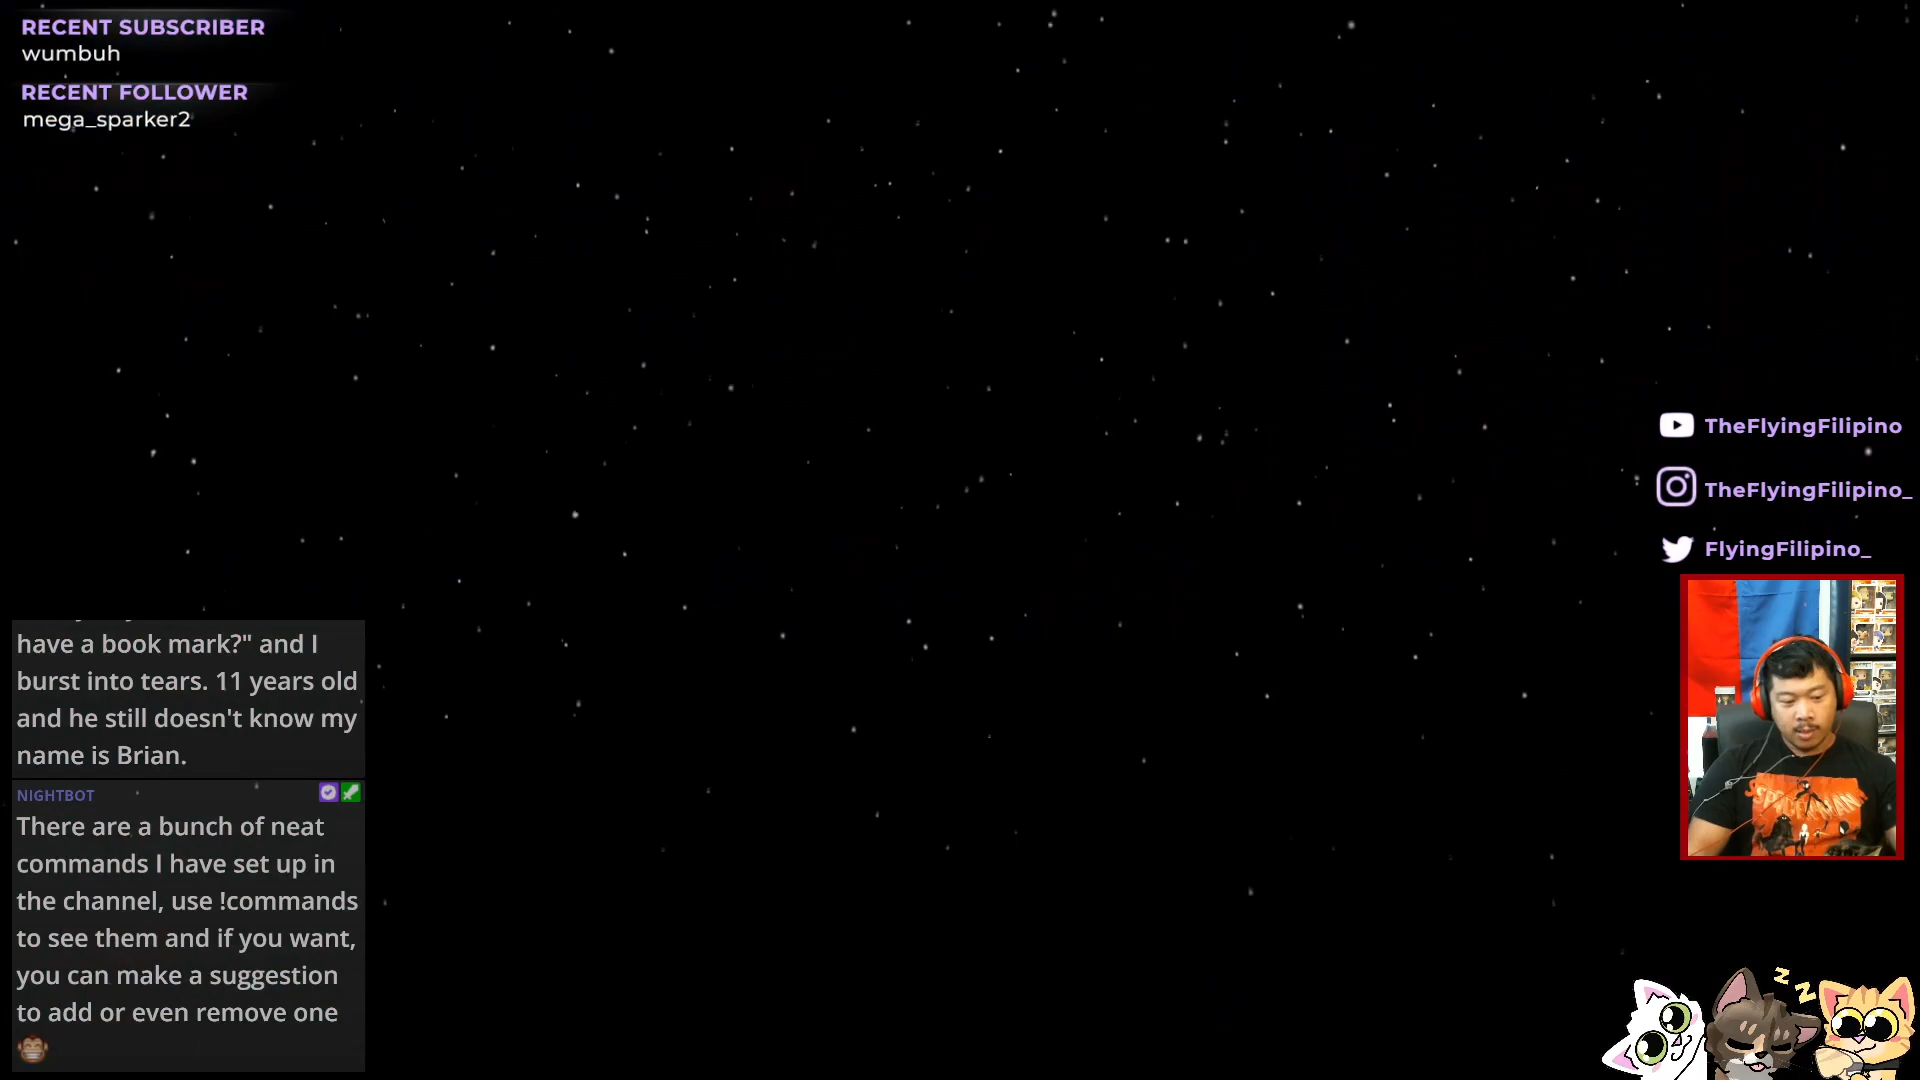 RECENT SUBSCRIBER
wumbuh
RECENT FOLLOWER
mega_sparker2
TheFlyingFilipino
TheFlyingFilipino_
FlyingFilipino_
have a book mark?" and I
burst into tears. 11 years old
and he still doesn't know my
name is Brian.
NIGHTBOT
There are a bunch of neat
commands I have set up in
the channel, use !commands
to see them and if you want,
you can make a suggestion
to add or even remove one
SPIDER-MAN
z z